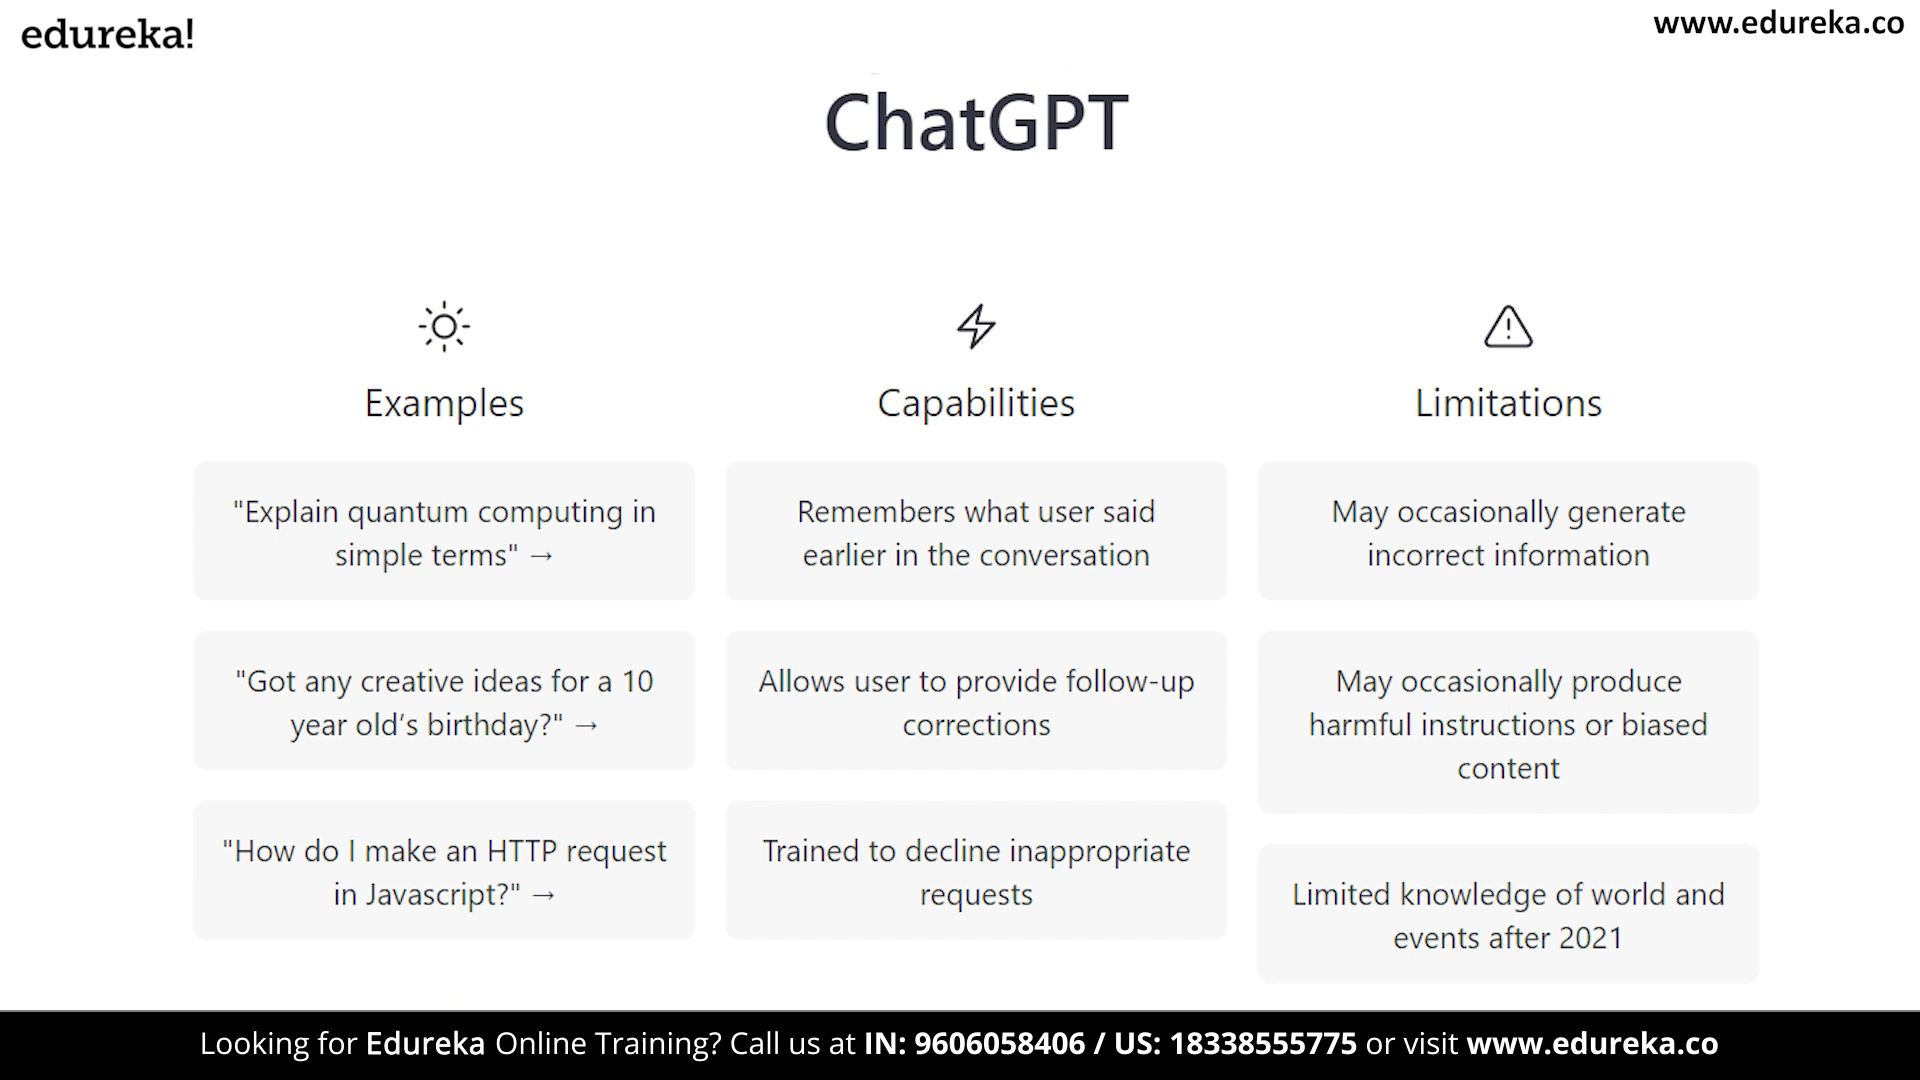 edureka!
www.edureka.co
ChatGPT
Examples
"Explain quantum computing in
simple terms" →
"Got any creative ideas for a 10
year old's birthday?" →
"How do I make an HTTP request
in Javascript?" →
Capabilities
Remembers what user said
earlier in the conversation
Allows user to provide follow-up
corrections
Trained to decline inappropriate
requests
Limitations
May occasionally generate
incorrect information
May occasionally produce
harmful instructions or biased
content
Limited knowledge of world and
events after 2021
Looking for Edureka Online Training? Call us at IN: 9606058406 / US: 18338555775 or visit www.edureka.co